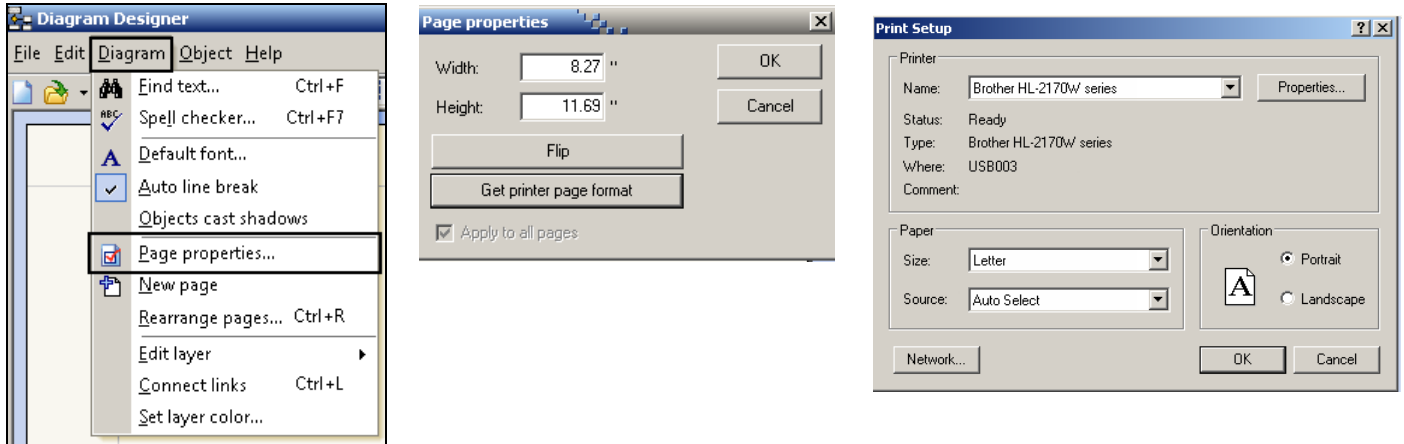 Diagram Designer
File Edit Diagram Object Help
Find text... Ctrl+F
ABC Spell checker... Ctrl+F7
A Default font...
Auto line break
Objects cast shadows
Page properties...
New page
Rearrange pages... Ctrl+R
Edit layer
Connect links Ctrl+L
Set layer color...
Page properties
Width: 8.27 "
OK
Height: 11.69 "
Cancel
Flip
Get printer page format
Apply to all pages
Print Setup
Printer
Name: Brother HL-2170W series
Properties...
Status: Ready
Type: Brother HL-2170W series
Where: USB003
Comment:
Paper
Size: Letter
Source: Auto Select
Orientation
A
Portrait
Landscape
Network...
OK
Cancel